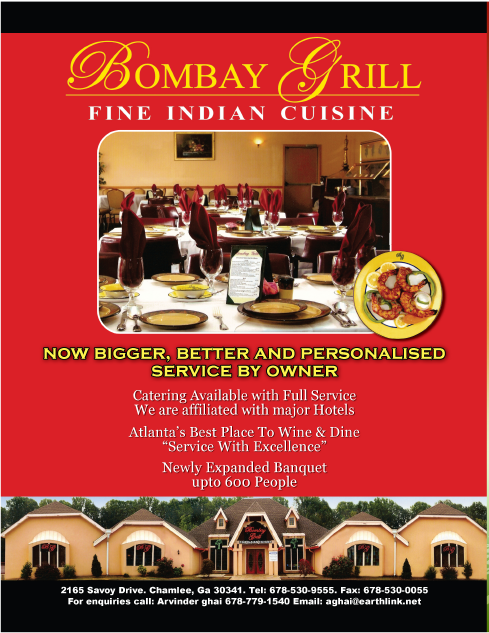 BOMBAY GRILL
FINE INDIAN CUISINE
NOW BIGGER, BETTER AND PERSONALISED
SERVICE BY OWNER
Catering Available with Full Service
We are affiliated with major Hotels
Atlanta's Best Place To Wine & Dine
"Service With Excellence"
Newly Expanded Banquet
upto 600 People
Bombay
Grill
2165 Savoy Drive. Chamlee, Ga 30341. Tel: 678-530-9555. Fax: 678-530-0055
For enquiries call: Arvinder ghai 678-779-1540 Email: aghai@earthlink.net